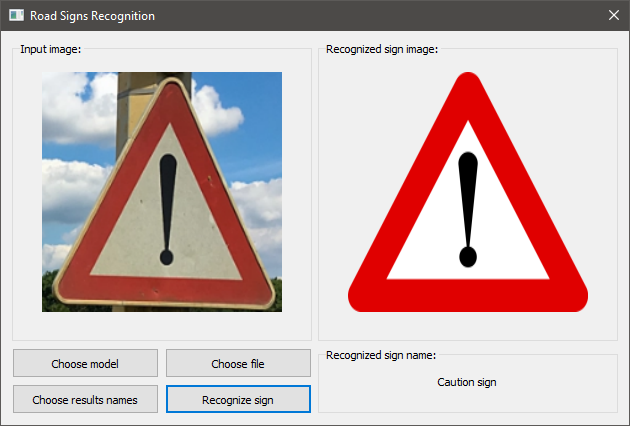 Road Signs Recognition
Input image:
Recognized sign image:
Choose model
Choose file
Choose results names
Recognize sign
Recognized sign name:
Caution sign